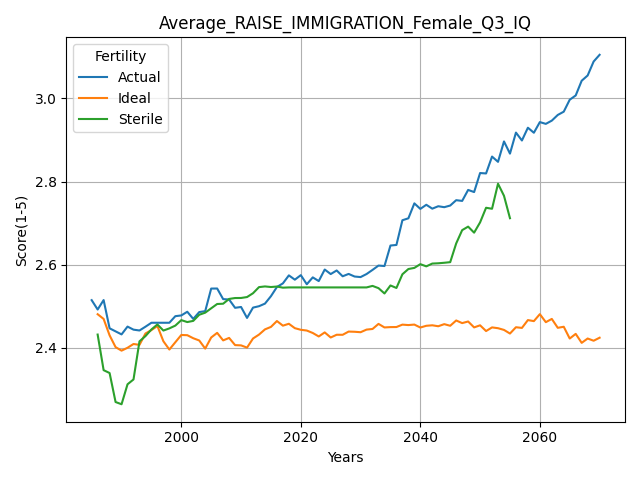 Average_RAISE_IMMIGRATION_Female_Q3_IQ
Fertility
Actual
Ideal
Sterile
Score(1-5)
3.0
2.8
2.6
2.4
2000
2020
2040
2060
Years